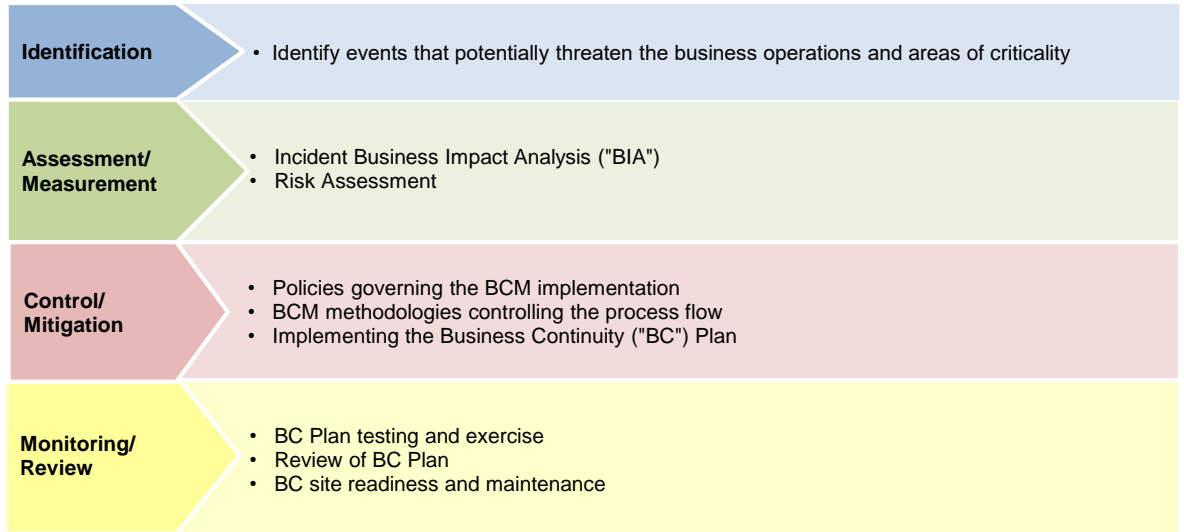 Identification
• Identify events that potentially threaten the business operations and areas of criticality
Assessment/
Measurement
• Incident Business Impact Analysis ("BIA")
• Risk Assessment
Control/
Mitigation
• Policies governing the BCM implementation
• BCM methodologies controlling the process flow
• Implementing the Business Continuity ("BC") Plan
Monitoring/
Review
• BC Plan testing and exercise
• Review of BC Plan
• BC site readiness and maintenance